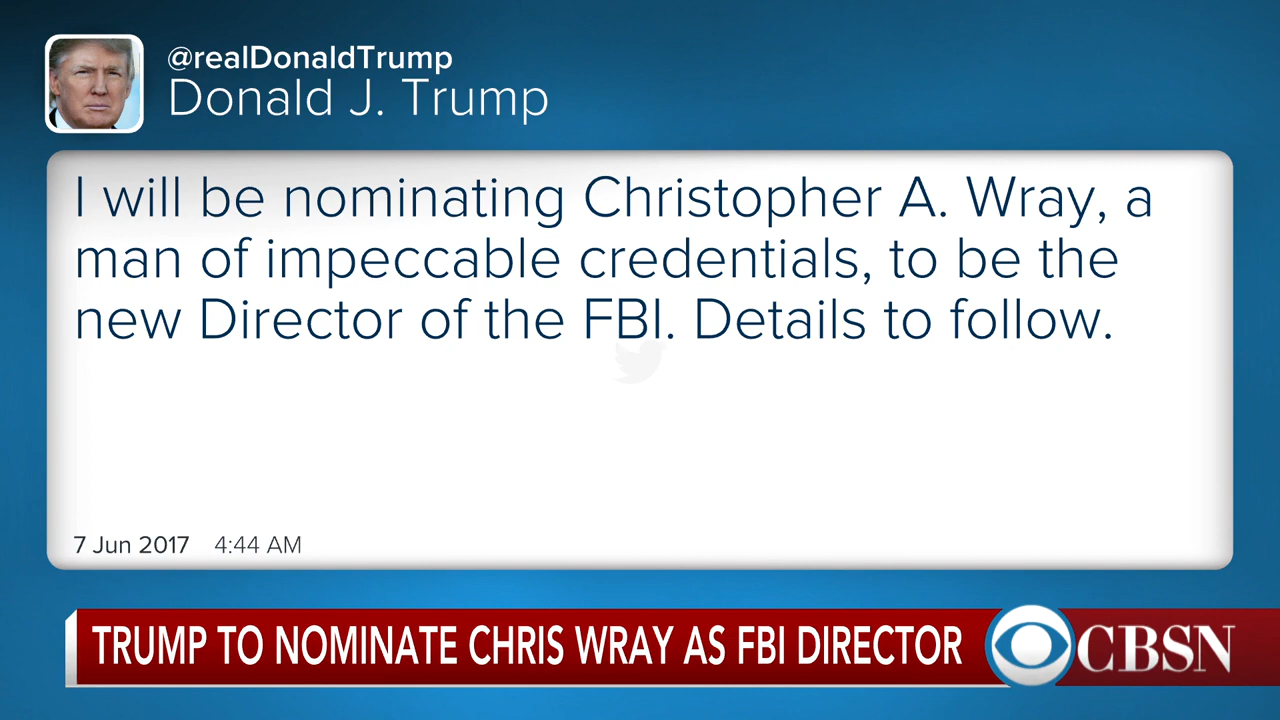 @realDonaldTrump
Donald J. Trump
I will be nominating Christopher A. Wray, a
man of impeccable credentials, to be the
new Director of the FBI. Details to follow.
7 Jun 2017 4:44 AM
TRUMP TO NOMINATE CHRIS WRAY AS FBI DIRECTOR
CBSN